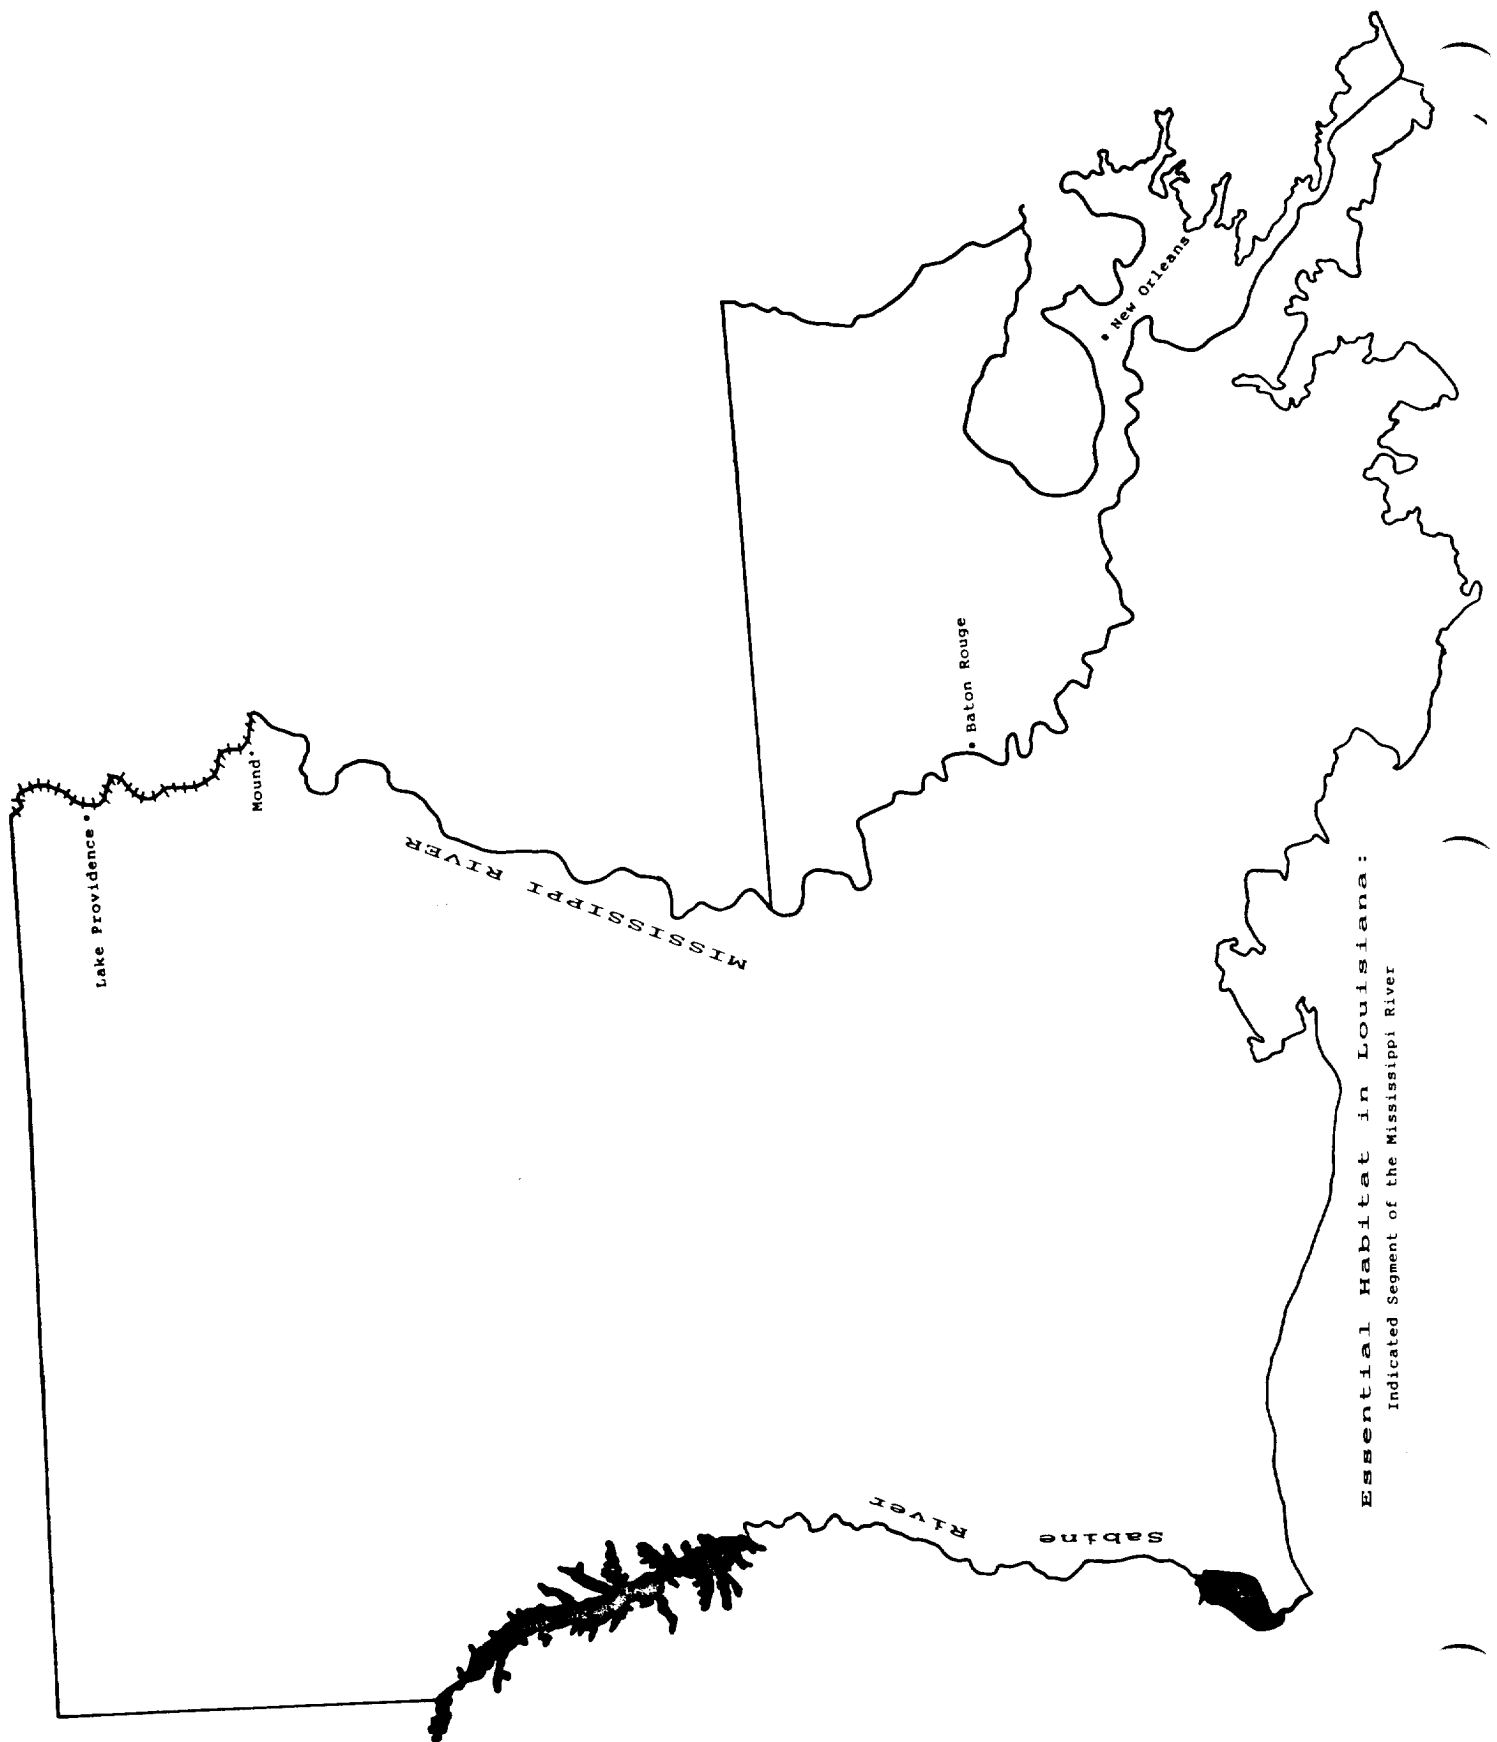 Lake Providence
Mound
MISSISSIPPI RIVER
Baton Rouge
New Orleans
Sabine River
Essential Habitat in Louisiana:
Indicated Segment of the Mississippi River